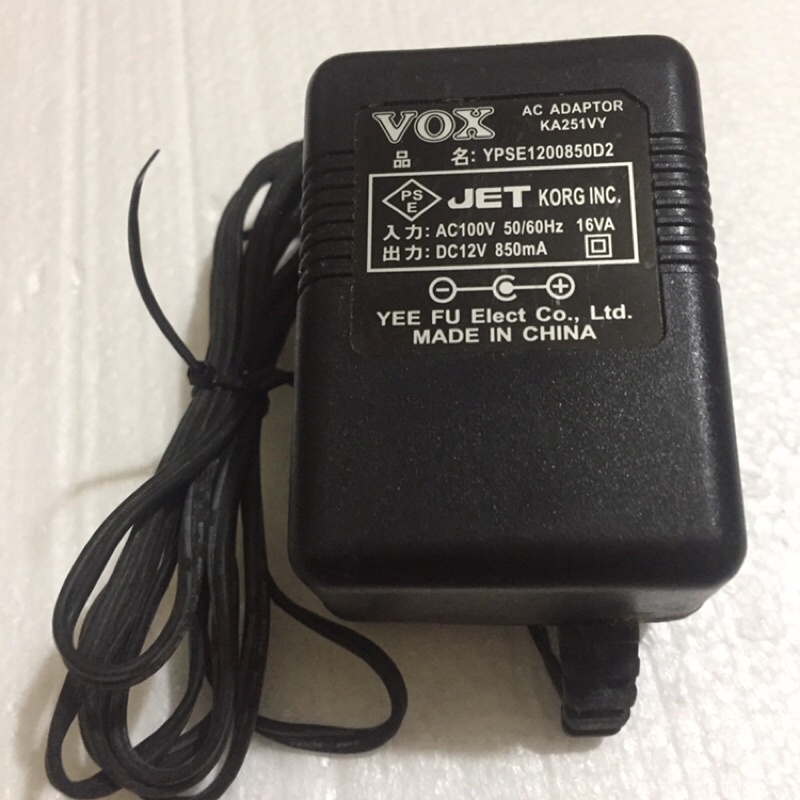 VOX AC ADAPTOR
KA251VY
品 名: YPSE1200850D2
PS
E
JET KORG INC.
入力: AC100V 50/60Hz 16VA
出力: DC12V 850mA
YEE FU Elect Co., Ltd.
MADE IN CHINA